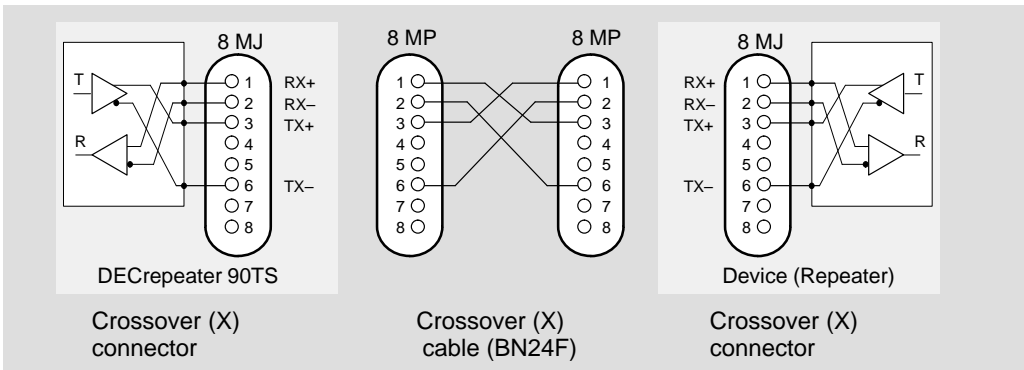 8 MJ
T
R
1 RX+
2 RX–
3 TX+
4
5
6 TX–
7
8
DECrepeater 90TS
Crossover (X)
connector
8 MP 8 MP
1 1
2 2
3 3
4 4
5 5
6 6
7 7
8 8
Crossover (X)
cable (BN24F)
8 MJ
RX+ 1
RX– 2
TX+ 3
4
5
TX– 6
7
8
T
R
Device (Repeater)
Crossover (X)
connector